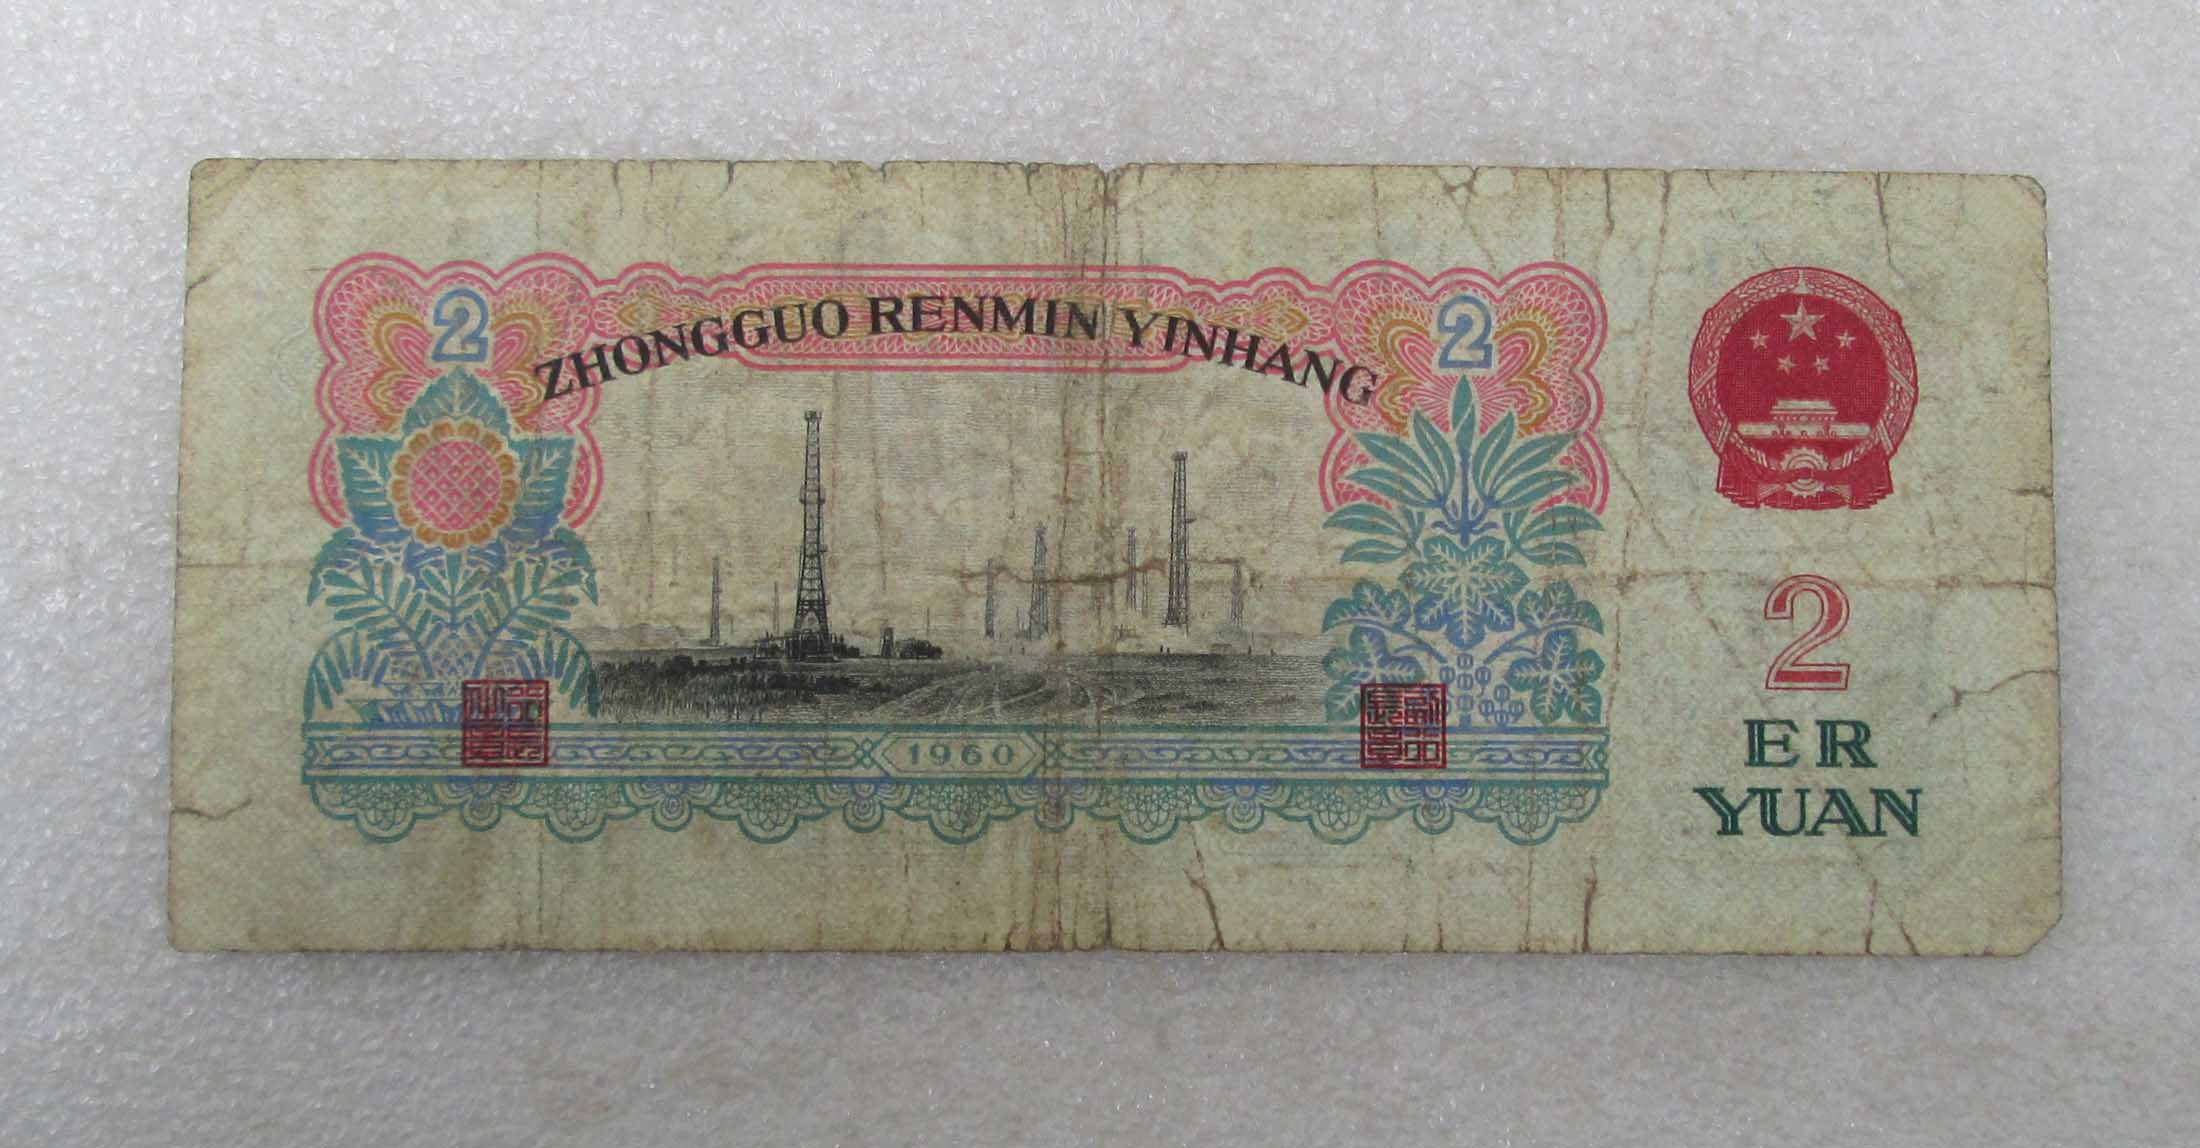 2
2
ZHONGGUO RENMIN YINHANG
1960
2
ER
YUAN